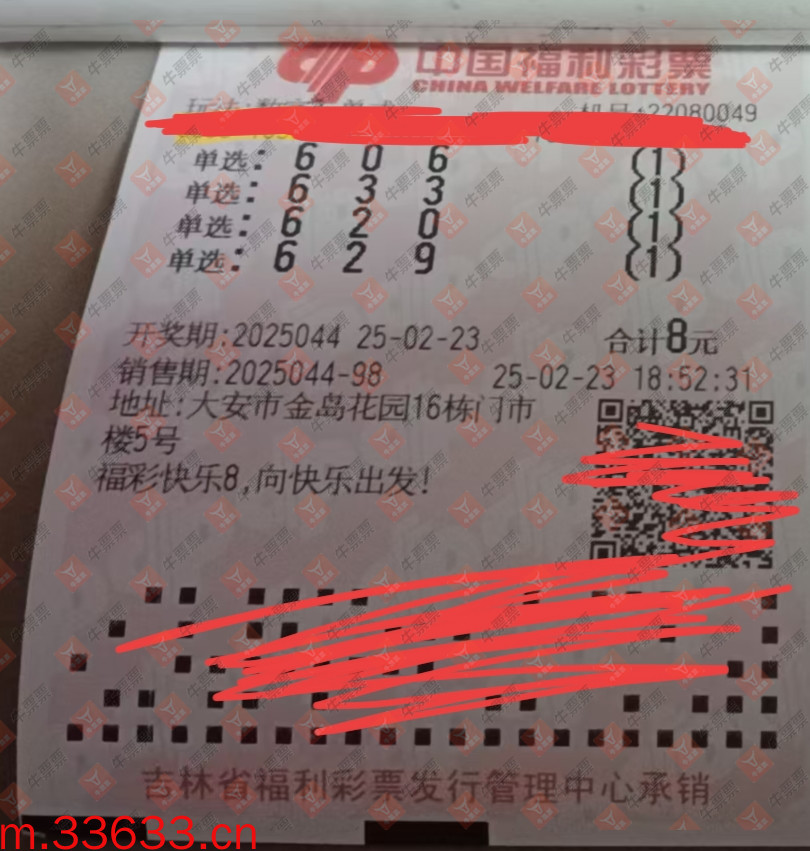 中国福利彩票
CHINA WELFARE LOTTERY
机号:22080049
单选: 6 0 6 (1)
单选: 6 3 3 (1)
单选: 6 2 0 (1)
单选: 6 2 9 (1)
开奖期:2025044 25-02-23 合计8元
销售期:2025044-98 25-02-23 18:52:31
地址:大安市金岛花园16栋门市
楼5号
福彩快乐8,向快乐出发!
吉林省福利彩票发行管理中心承销
m.33633.cn
牛票票